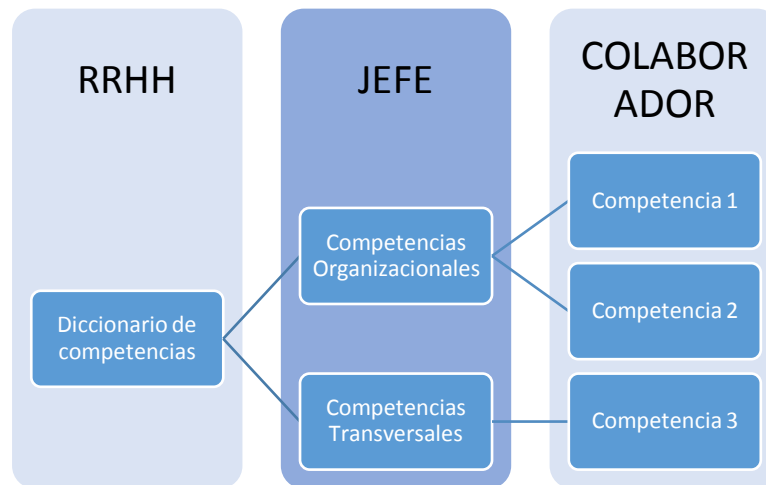 RRHH
JEFE
COLABOR
ADOR
Diccionario de
competencias
Competencias
Organizacionales
Competencias
Transversales
Competencia 1
Competencia 2
Competencia 3